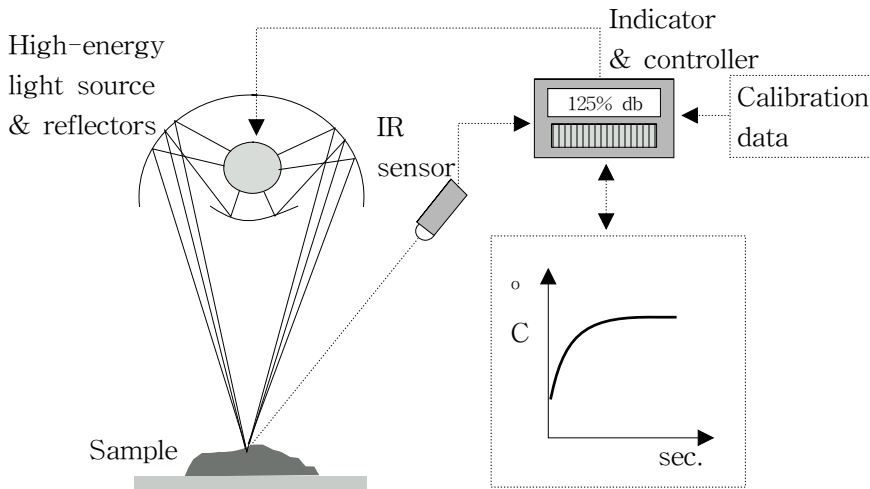 High-energy
light source
& reflectors
IR
sensor
Indicator
& controller
125% db
Calibration
data
o
C
sec.
Sample